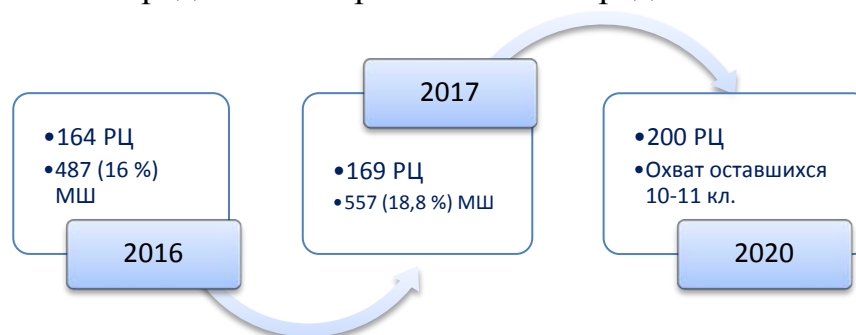 •164 РЦ
•487 (16 %)
МШ
2016
2017
•169 РЦ
•557 (18,8 %) МШ
•200 РЦ
•Охват оставшихся
10-11 кл.
2020